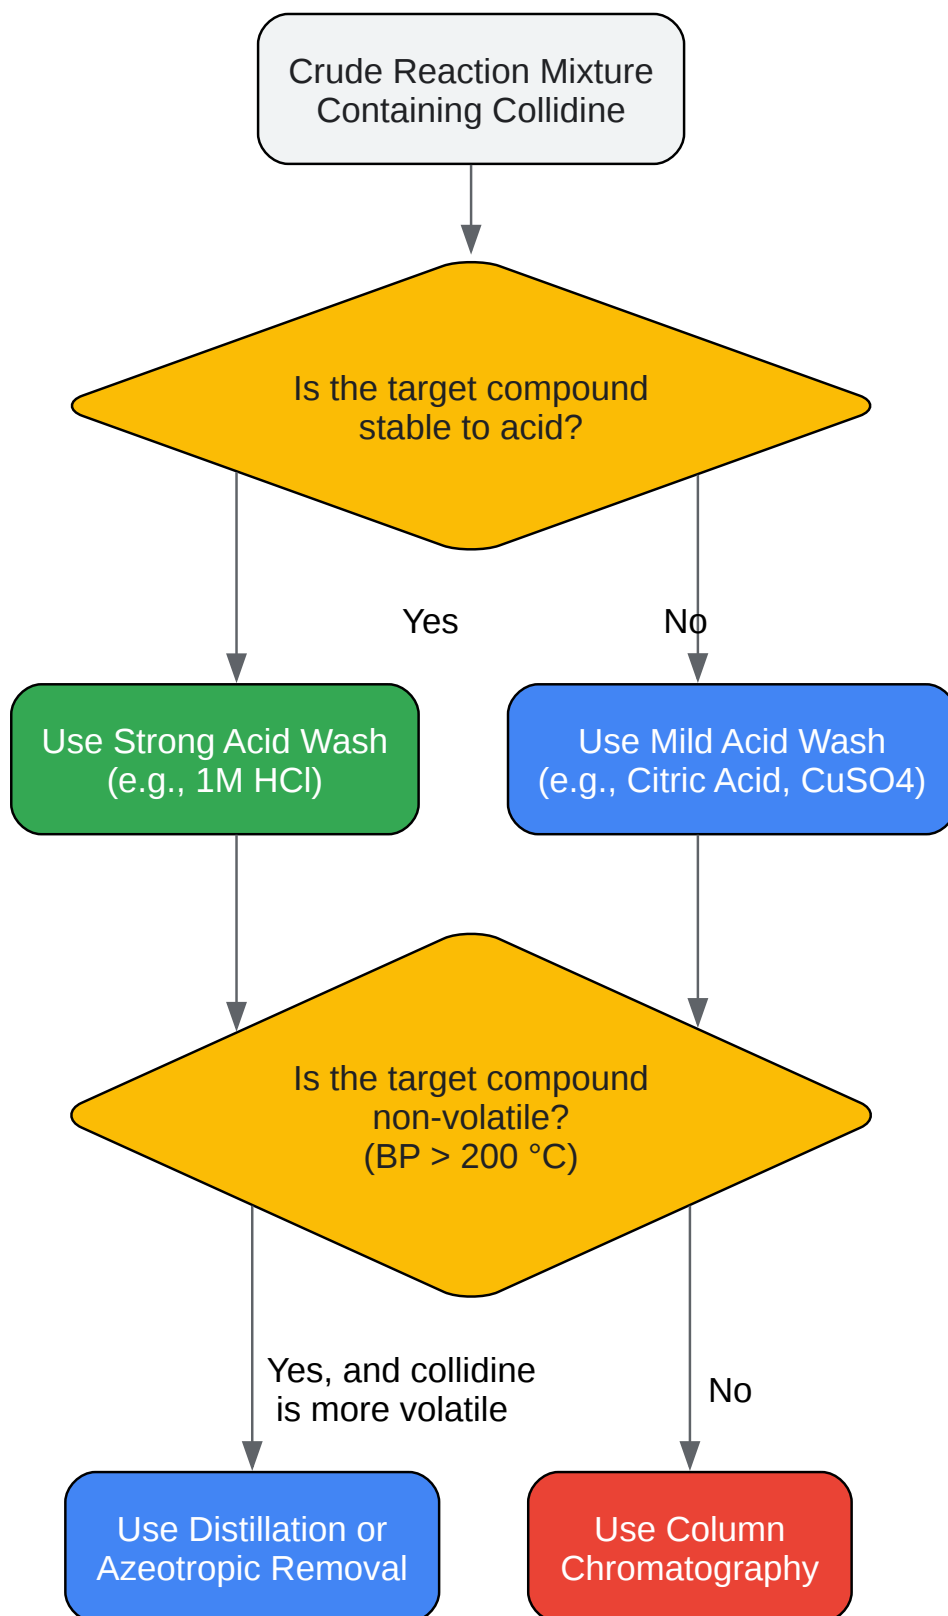 Crude Reaction Mixture
Containing Collidine
Is the target compound
stable to acid?
Yes
No
Use Strong Acid Wash
(e.g., 1M HCl)
Use Mild Acid Wash
(e.g., Citric Acid, CuSO4)
Is the target compound
non-volatile?
(BP > 200 °C)
Yes, and collidine
is more volatile
No
Use Distillation or
Azeotropic Removal
Use Column
Chromatography